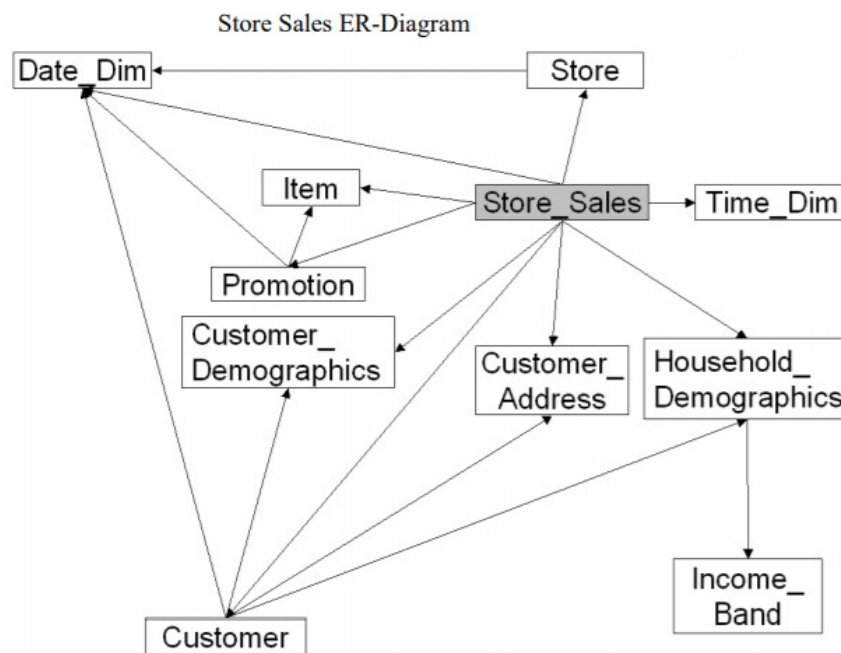 Store Sales ER-Diagram
Date_Dim
Store
Item
Store_Sales
Time_Dim
Promotion
Customer_
Demographics
Customer_
Address
Household_
Demographics
Income_
Band
Customer